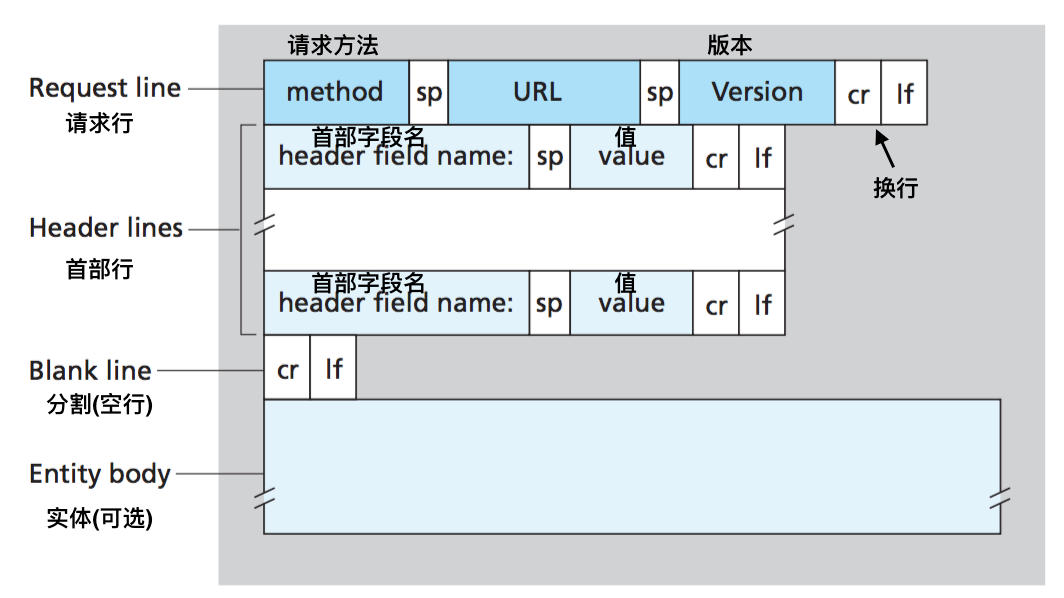 请求方法 版本
Request line method sp URL sp Version cr lf
请求行
首部字段名 值
header field name: sp value cr lf
换行
Header lines
首部行
首部字段名 值
header field name: sp value cr lf
Blank line cr lf
分割(空行)
Entity body
实体(可选)